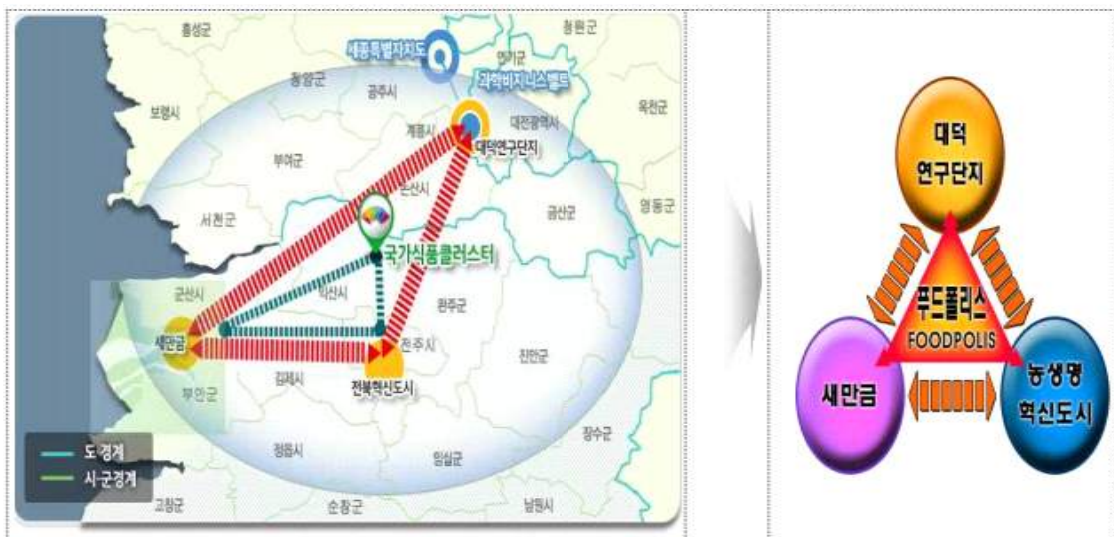 홍성군
청원군
세종특별자치도
연기군
청양군
공주시
과학비지니스벨트
보령시
옥천군
계룡시
대전광역시
대덕연구단지
부여군
논산시
영동군
서천군
금산군
국가식품클러스터
군산시
익산시
완주군
새만금
전주시
진안군
김제시
전북혁신도시
부안군
장수군
정읍시
임실군
도 경계
시·군경계
고창군
순창군
남원시
대덕
연구단지
푸드폴리스
FOODPOLIS
새만금
농생명
혁신도시